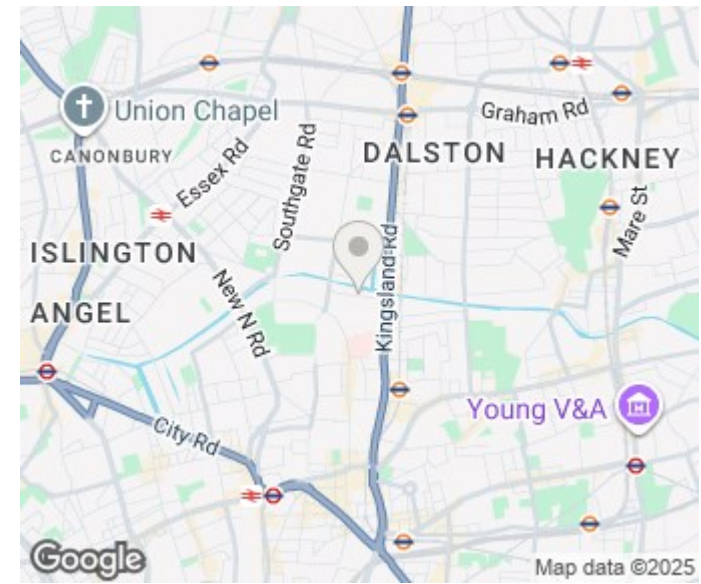 Union Chapel
CANONBURY
Essex Rd
Southgate Rd
Graham Rd
DALSTON
HACKNEY
Mare St
ISLINGTON
New N Rd
Kingsland Rd
ANGEL
City Rd
Young V&A
Google
Map data ©2025